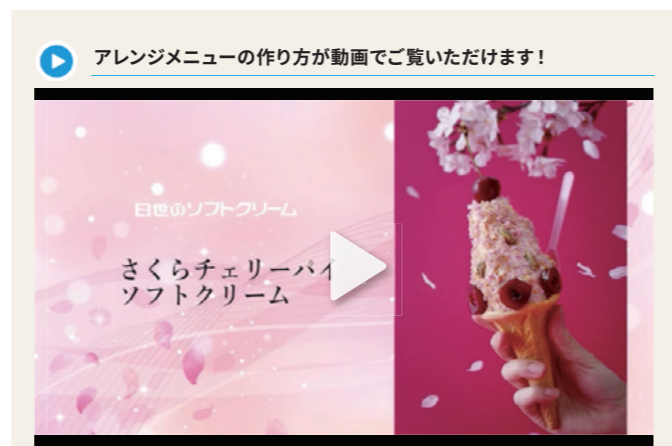 アレンジメニューの作り方が動画でご覧いただけます!
日世のソフトクリーム
さくらチェリーパイ
ソフトクリーム